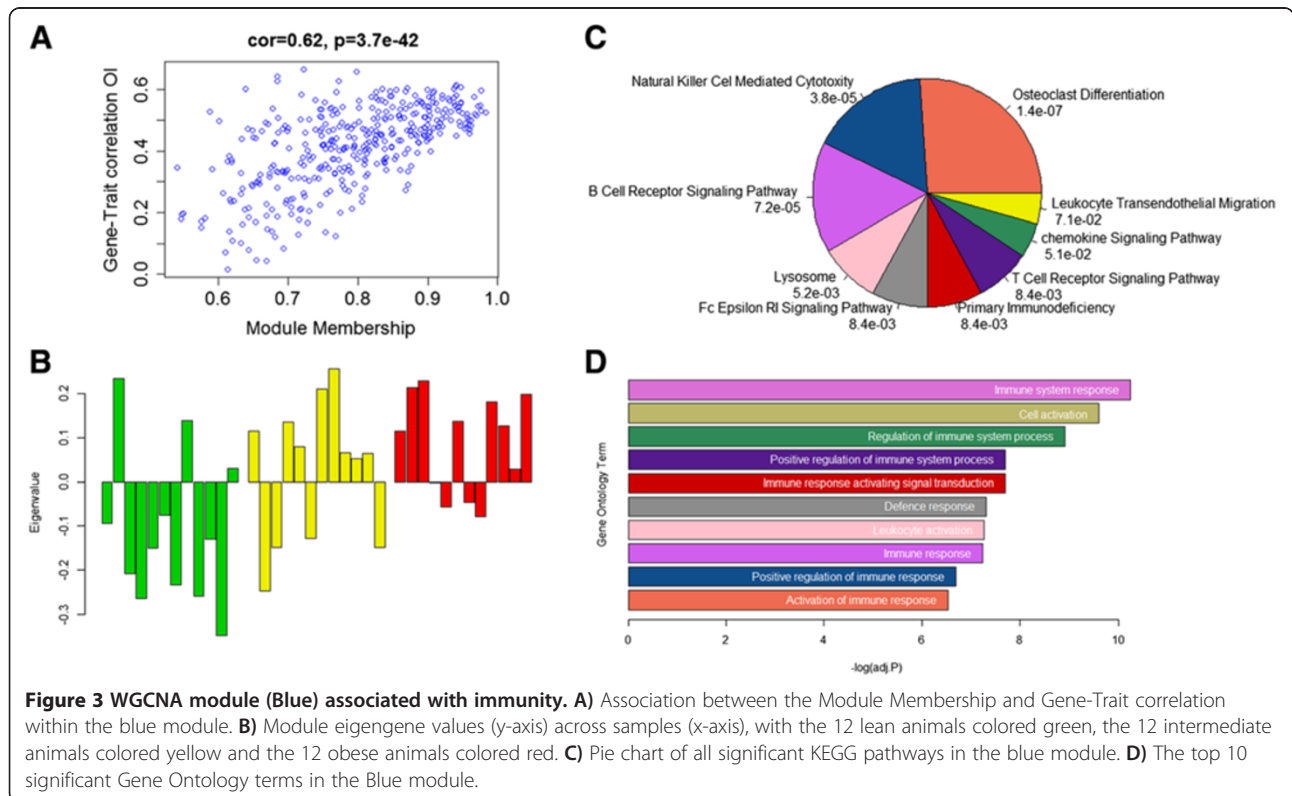 A
cor=0.62, p=3.7e-42
Gene-Trait correlation OI
0.6
0.4
0.2
0.0
0.6 0.7 0.8 0.9 1.0
Module Membership
B
Eigenvalue
0.2
0.1
0.0
-0.1
-0.2
-0.3
C
Natural Killer Cel Mediated Cytotoxity
3.8e-05
Osteoclast Differentiation
1.4e-07
B Cell Receptor Signaling Pathway
7.2e-05
Leukocyte Transendothelial Migration
7.1e-02
chemokine Signaling Pathway
5.1e-02
Lysosome
5.2e-03
T Cell Receptor Signaling Pathway
8.4e-03
Fc Epsilon RI Signaling Pathway
8.4e-03
Primary Immunodeficiency
8.4e-03
D
Gene Ontology Term
Immune system response
Cell activation
Regulation of immune system process
Positive regulation of immune system process
Immune response activating signal transduction
Defence response
Leukocyte activation
Immune response
Positive regulation of immune response
Activation of immune response
0 2 4 6 8 10
-log(adj.P)
Figure 3 WGCNA module (Blue) associated with immunity. A) Association between the Module Membership and Gene-Trait correlation
within the blue module. B) Module eigengene values (y-axis) across samples (x-axis), with the 12 lean animals colored green, the 12 intermediate
animals colored yellow and the 12 obese animals colored red. C) Pie chart of all significant KEGG pathways in the blue module. D) The top 10
significant Gene Ontology terms in the Blue module.